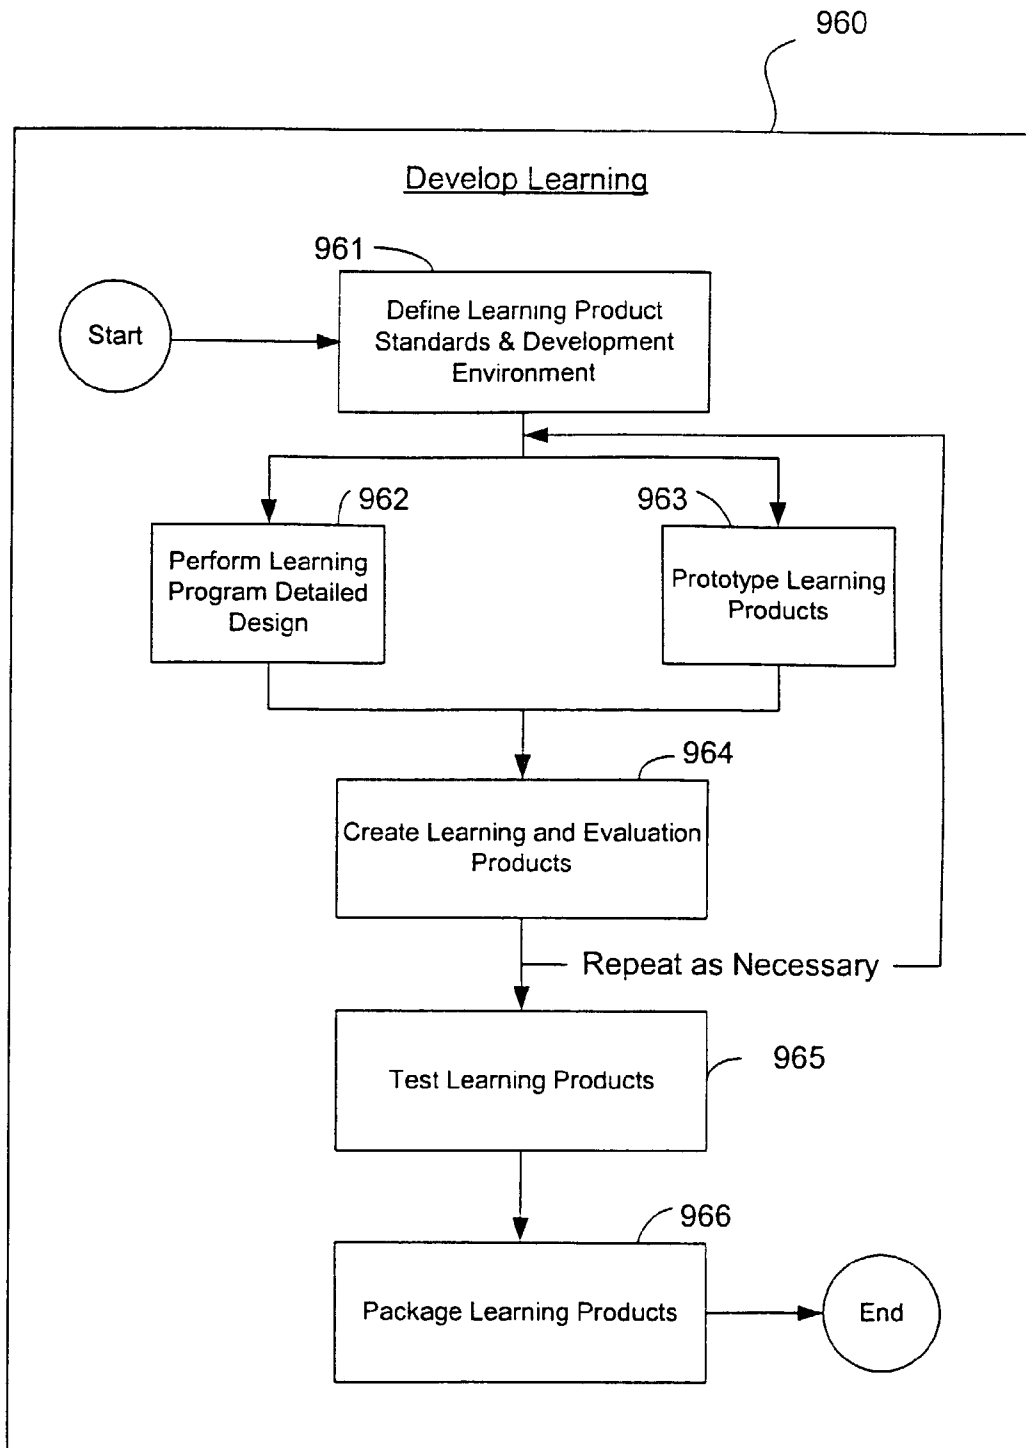 960
Develop Learning
961
Start
Define Learning Product
Standards & Development
Environment
962
963
Perform Learning
Program Detailed
Design
Prototype Learning
Products
964
Create Learning and Evaluation
Products
Repeat as Necessary
965
Test Learning Products
966
Package Learning Products
End